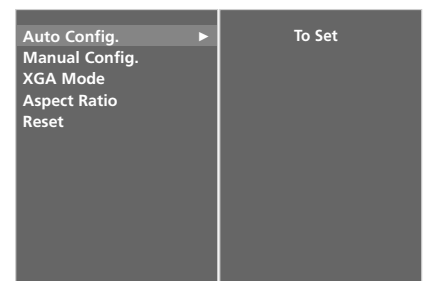 Auto Config. ► To Set
Manual Config.
XGA Mode
Aspect Ratio
Reset